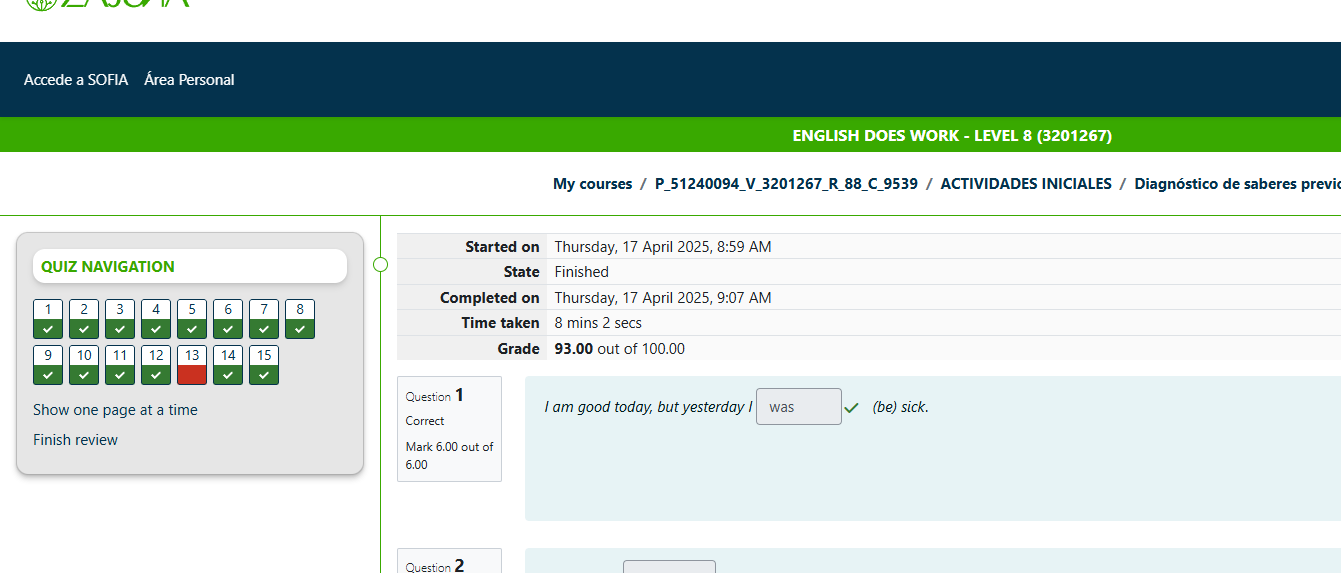 Accede a SOFIA Área Personal
ENGLISH DOES WORK - LEVEL 8 (3201267)
My courses / P_51240094_V_3201267_R_88_C_9539 / ACTIVIDADES INICIALES / Diagnóstico de saberes previo
QUIZ NAVIGATION
1 2 3 4 5 6 7 8
9 10 11 12 13 14 15
Show one page at a time
Finish review
Started on Thursday, 17 April 2025, 8:59 AM
State Finished
Completed on Thursday, 17 April 2025, 9:07 AM
Time taken 8 mins 2 secs
Grade 93.00 out of 100.00
Question 1
Correct
Mark 6.00 out of
6.00
I am good today, but yesterday I was (be) sick.
Question 2